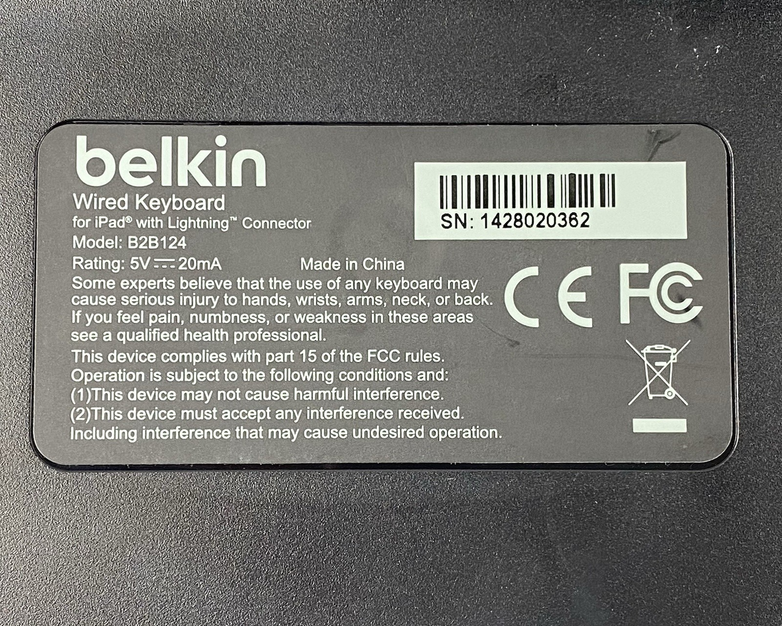 belkin
Wired Keyboard
for iPad® with Lightning™ Connector
Model: B2B124
Rating: 5V⎓20mA
Made in China
SN: 1428020362
Some experts believe that the use of any keyboard may
cause serious injury to hands, wrists, arms, neck, or back.
If you feel pain, numbness, or weakness in these areas
see a qualified health professional.
This device complies with part 15 of the FCC rules.
Operation is subject to the following conditions and:
(1)This device may not cause harmful interference.
(2)This device must accept any interference received.
Including interference that may cause undesired operation.
CE FC